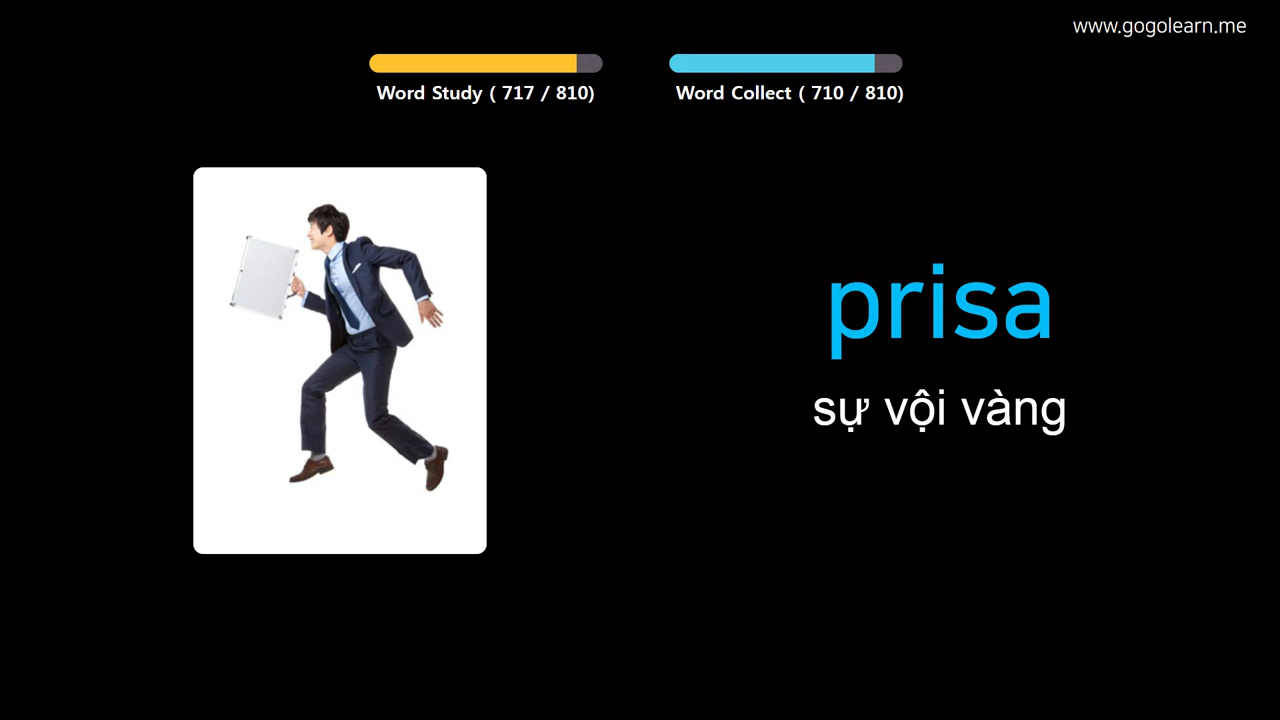 www.gogolearn.me
Word Study ( 717 / 810)
Word Collect ( 710 / 810)
prisa
sự vội vàng